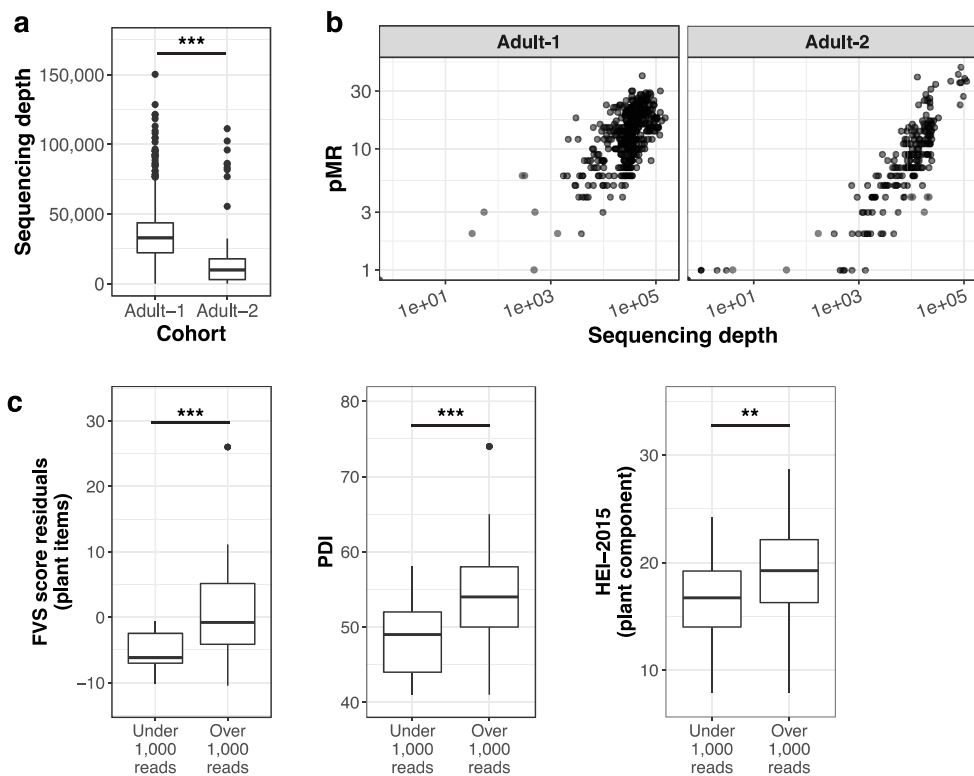 a
***
Sequencing depth
150,000
100,000
50,000
0
Adult−1 Adult−2
Cohort
b
Adult-1
Adult-2
pMR
30
10
3
1
1e+01
1e+03
1e+05
1e+01
1e+03
1e+05
Sequencing depth
c
***
FVS score residuals
(plant items)
30
20
10
0
−10
Under
1,000
reads
Over
1,000
reads
***
PDI
80
70
60
50
40
Under
1,000
reads
Over
1,000
reads
**
HEI−2015
(plant component)
30
20
10
Under
1,000
reads
Over
1,000
reads